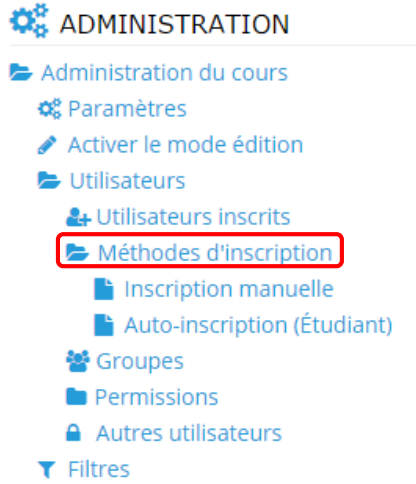 ADMINISTRATION
Administration du cours
Paramètres
Activer le mode édition
Utilisateurs
Utilisateurs inscrits
Méthodes d'inscription
Inscription manuelle
Auto-inscription (Étudiant)
Groupes
Permissions
Autres utilisateurs
Filtres